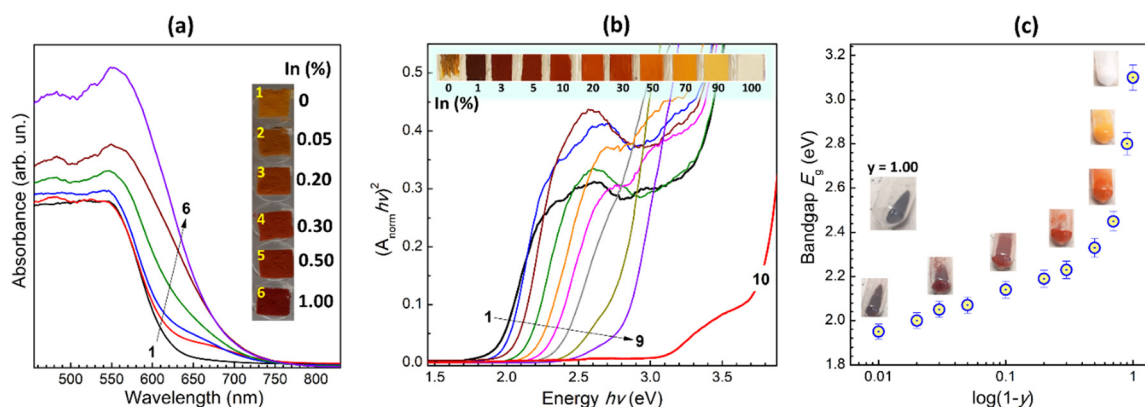 (a)
Absorbance (arb. un.)
In (%)
1 0
2 0.05
3 0.20
4 0.30
5 0.50
6 1.00
6
1
500 550 600 650 700 750 800
Wavelength (nm)
(b)
(A_norm hv)²
0.5
0.4
0.3
0.2
0.1
0.0
0 1 3 5 10 20 30 50 70 90 100
In (%)
1
9
10
1.5 2.0 2.5 3.0 3.5
Energy hv (eV)
(c)
Bandgap E_g (eV)
3.2
3.0
2.8
2.6
2.4
2.2
2.0
1.8
y = 1.00
0.01 0.1 1
log(1-y)